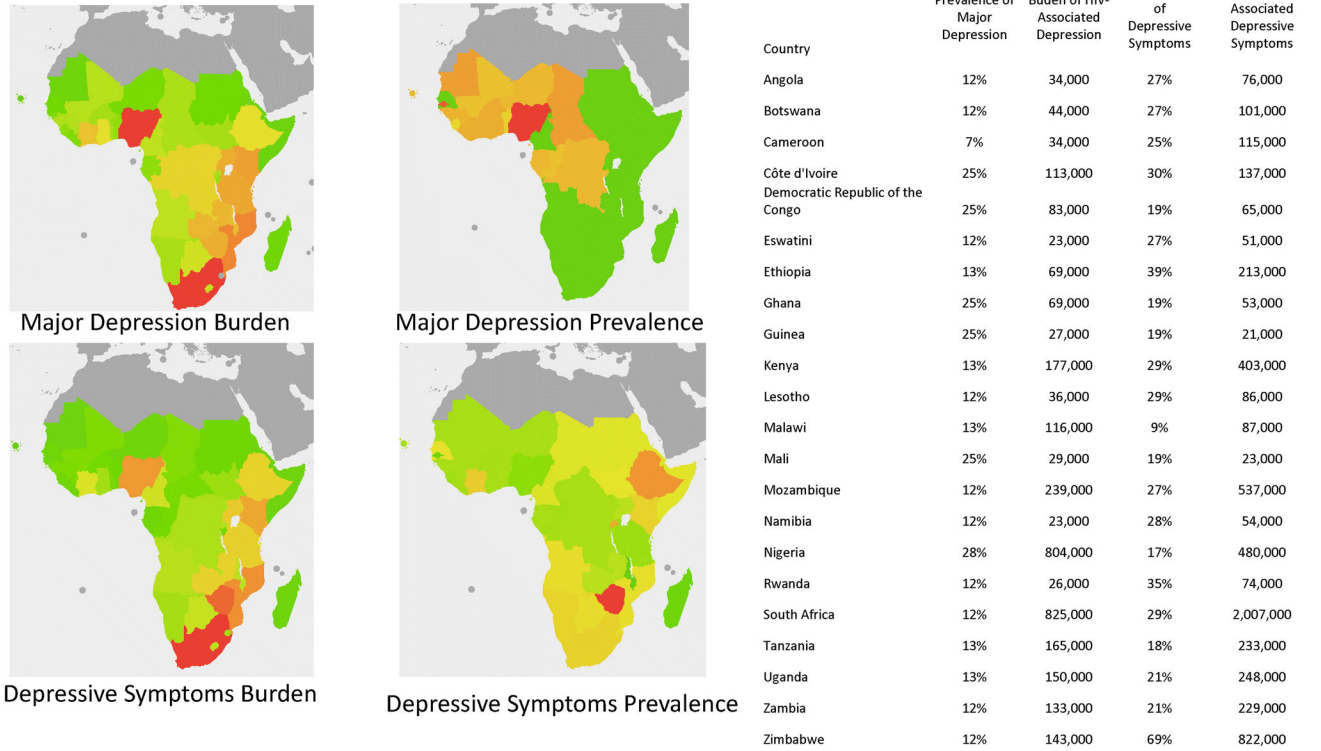 Major Depression Burden
Major Depression Prevalence
Depressive Symptoms Burden
Depressive Symptoms Prevalence
Prevalence of Major Depression
Buden of HIV-Associated Depression
of Depressive Symptoms
Associated Depressive Symptoms
Country
Angola 12% 34,000 27% 76,000
Botswana 12% 44,000 27% 101,000
Cameroon 7% 34,000 25% 115,000
Côte d'Ivoire 25% 113,000 30% 137,000
Democratic Republic of the
Congo 25% 83,000 19% 65,000
Eswatini 12% 23,000 27% 51,000
Ethiopia 13% 69,000 39% 213,000
Ghana 25% 69,000 19% 53,000
Guinea 25% 27,000 19% 21,000
Kenya 13% 177,000 29% 403,000
Lesotho 12% 36,000 29% 86,000
Malawi 13% 116,000 9% 87,000
Mali 25% 29,000 19% 23,000
Mozambique 12% 239,000 27% 537,000
Namibia 12% 23,000 28% 54,000
Nigeria 28% 804,000 17% 480,000
Rwanda 12% 26,000 35% 74,000
South Africa 12% 825,000 29% 2,007,000
Tanzania 13% 165,000 18% 233,000
Uganda 13% 150,000 21% 248,000
Zambia 12% 133,000 21% 229,000
Zimbabwe 12% 143,000 69% 822,000